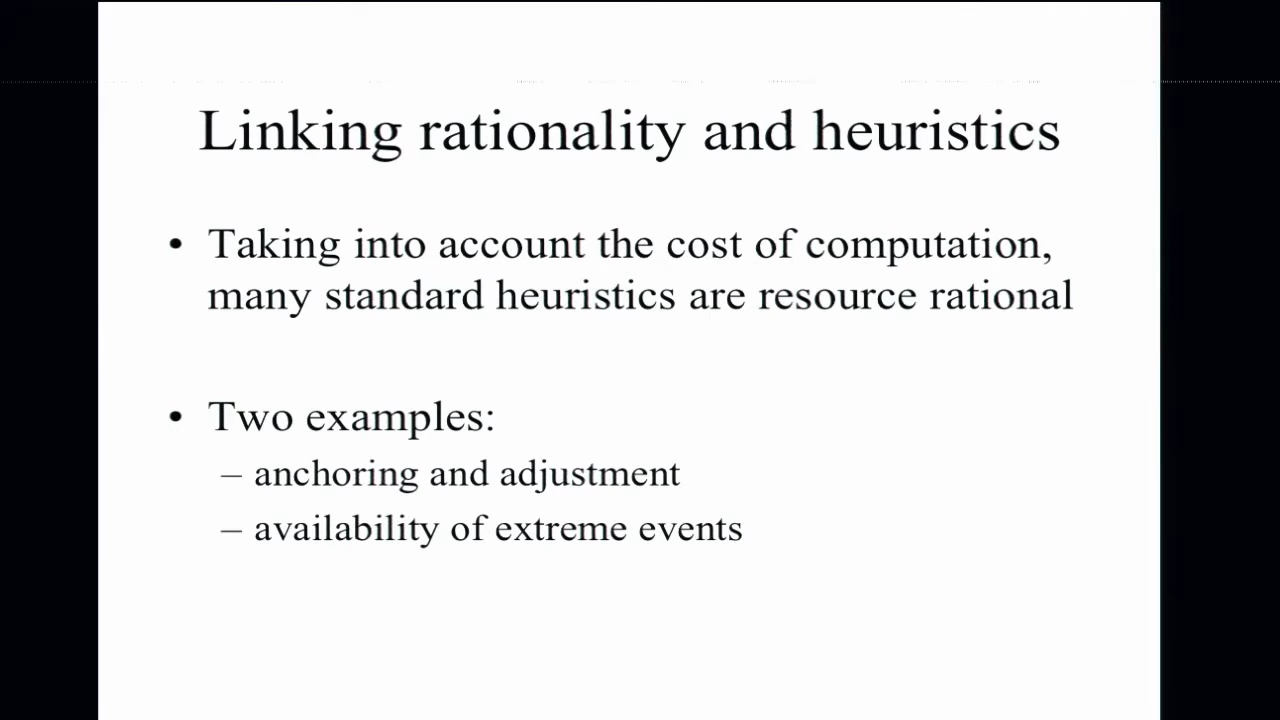 Linking rationality and heuristics
• Taking into account the cost of computation,
many standard heuristics are resource rational
• Two examples:
– anchoring and adjustment
– availability of extreme events